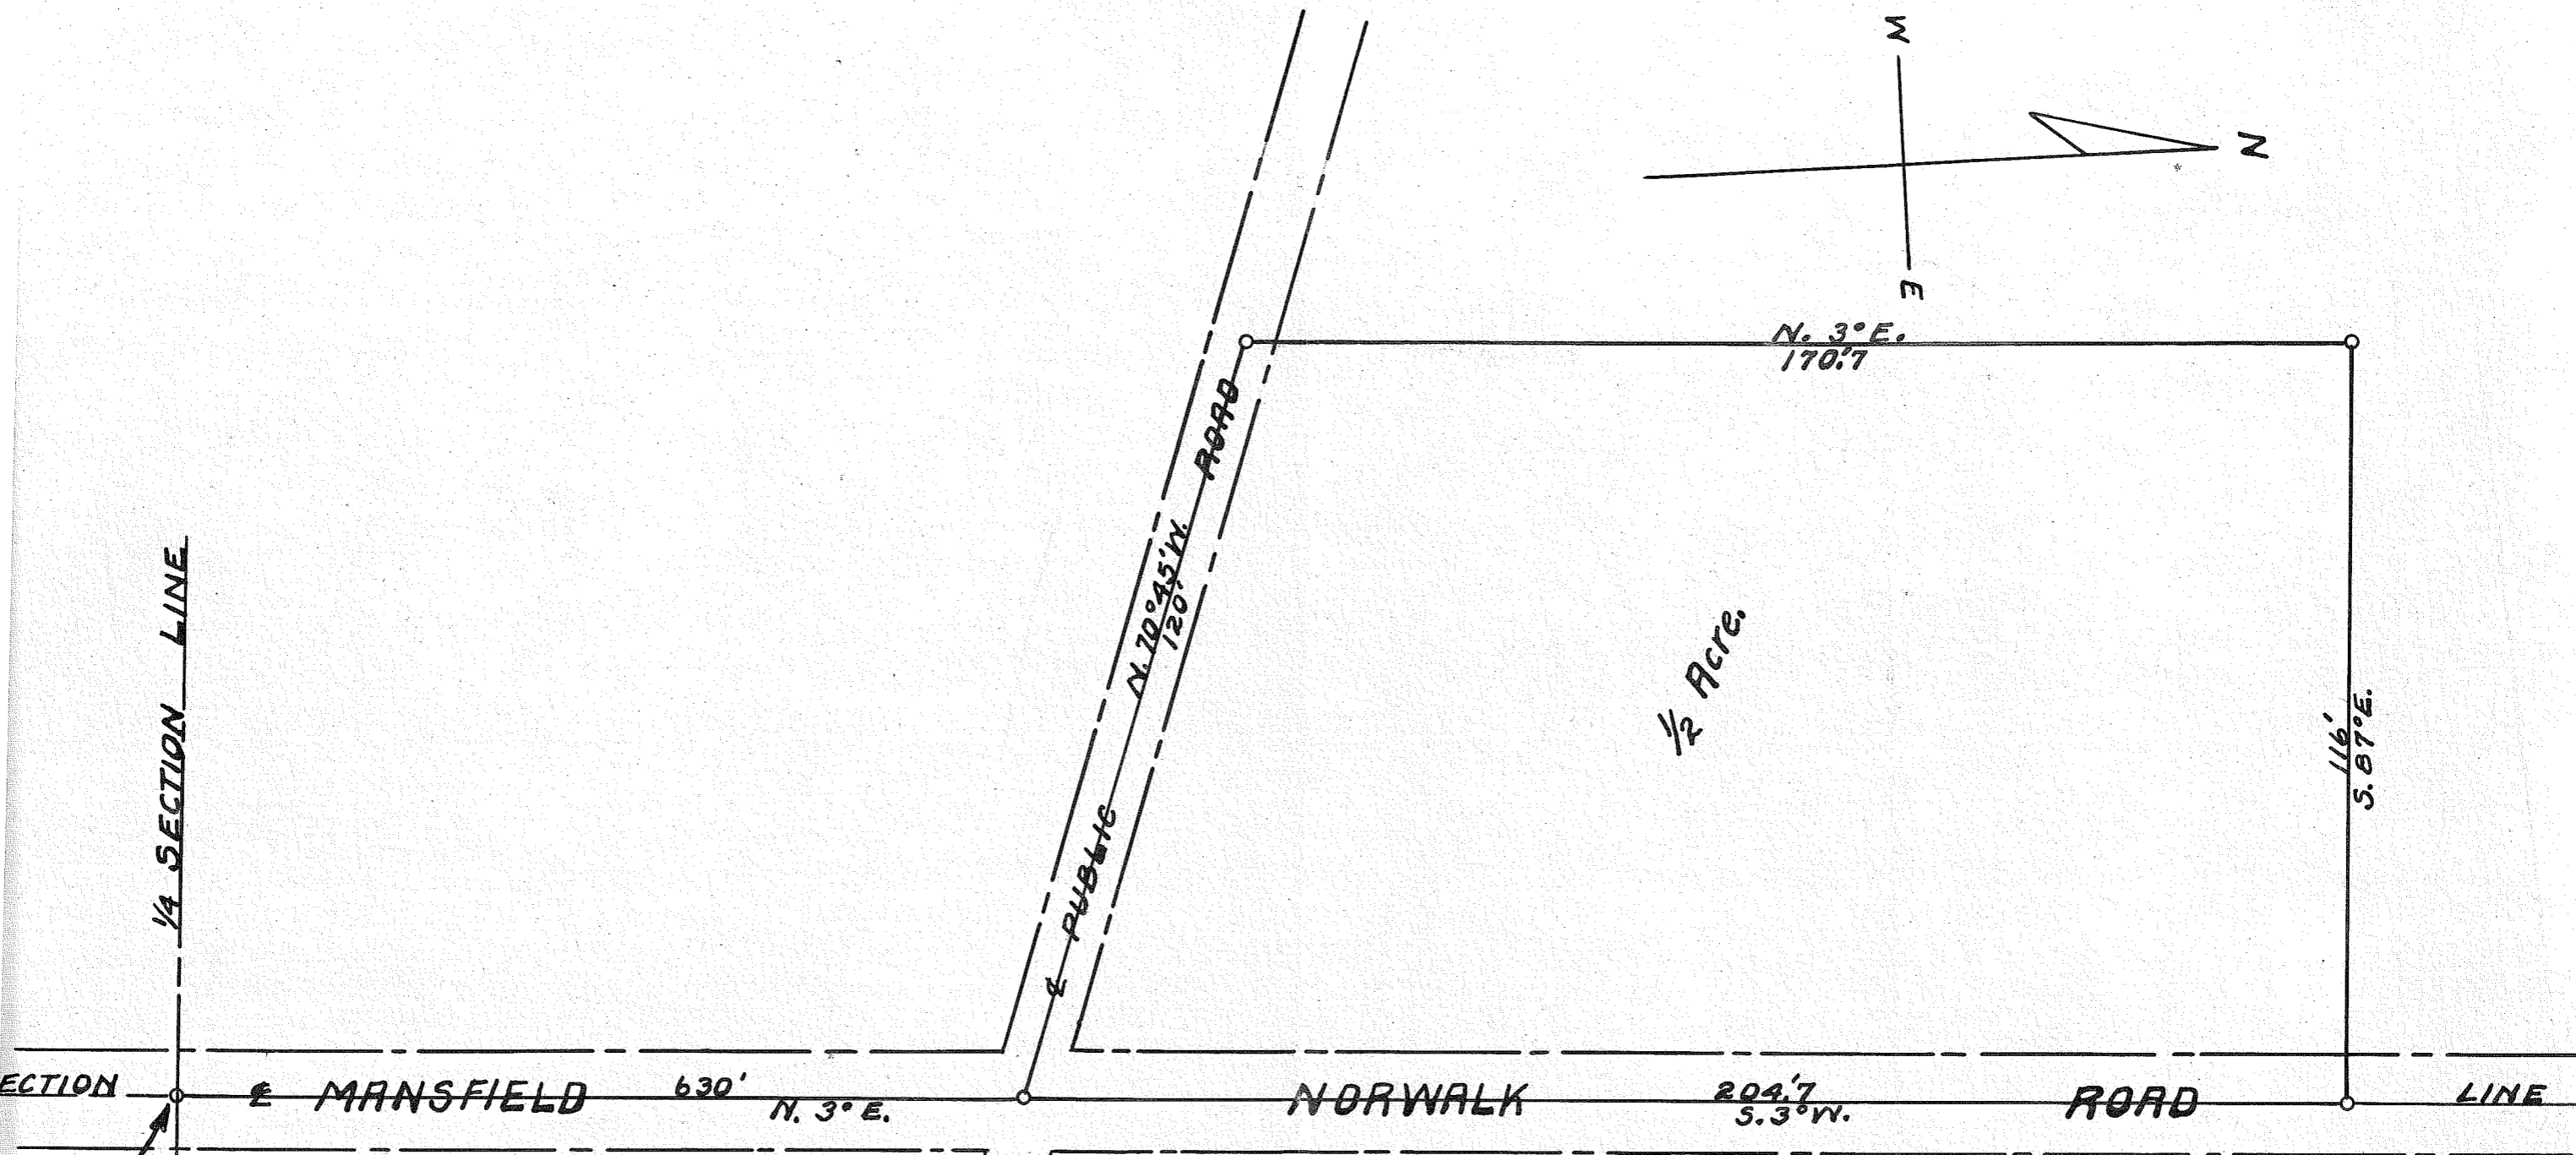 W
N
E
N. 3° E.
170.'7
1/4 SECTION LINE
℄ PUBLIC ROAD
N. 70° 45' W.
120'
1/2 Acre.
116'
S. 87° E.
ECTION ℄ MANSFIELD 630' NORWALK 204.'7 ROAD LINE
N. 3° E. S. 3° W.